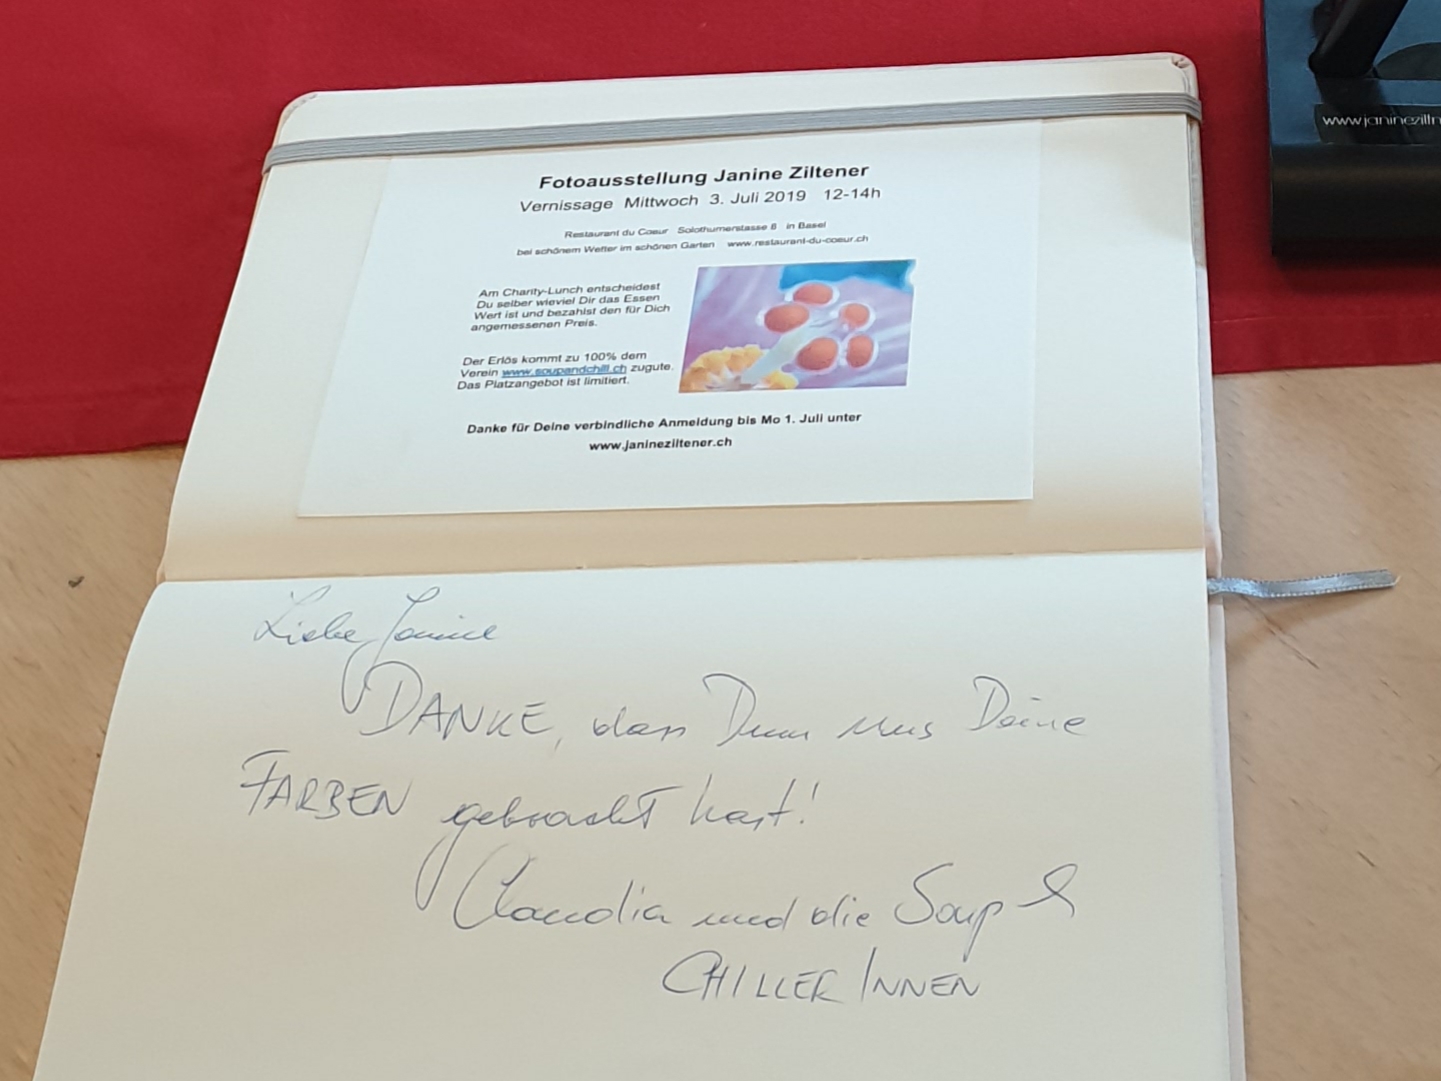 www.janineziltn
Fotoausstellung Janine Ziltener
Vernissage Mittwoch 3. Juli 2019 12-14h
Restaurant du Coeur Solothurnerstasse 8 in Basel
bei schönem Wetter im schönen Garten www.restaurant-du-coeur.ch
Am Charity-Lunch entscheidest
Du selber wieviel Dir das Essen
Wert ist und bezahlst den für Dich
angemessenen Preis.
Der Erlös kommt zu 100% dem
Verein www.soupandchill.ch zugute.
Das Platzangebot ist limitiert.
Danke für Deine verbindliche Anmeldung bis Mo 1. Juli unter
www.janineziltener.ch
Liebe Janine
DANKE, dass Du uns Deine
FARBEN gebracht hast!
Claudia und die Soup &
CHILLER INNEN